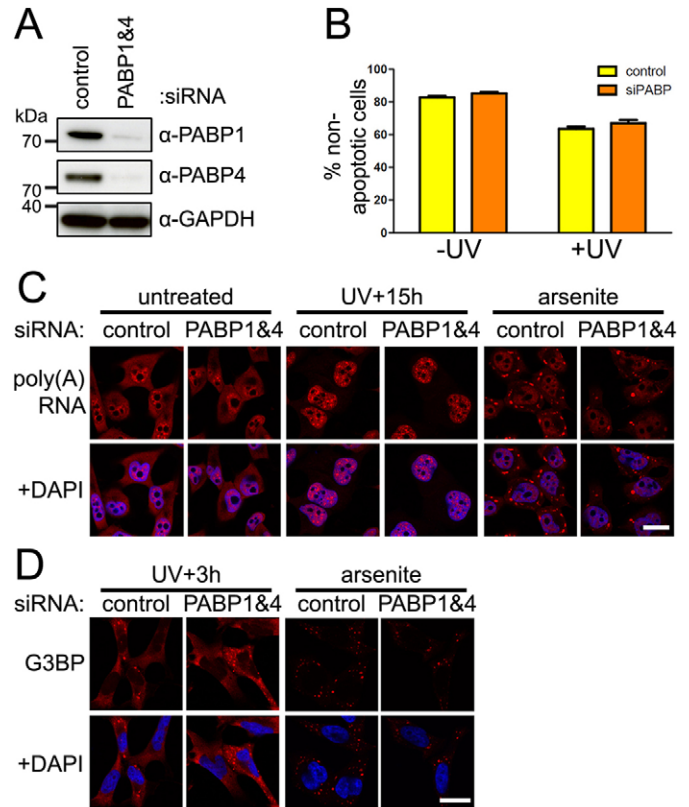 A
control
PABP1&4
:siRNA
kDa
70
α-PABP1
70
α-PABP4
40
α-GAPDH
B
% non-
apoptotic cells
100
80
60
40
20
0
control
siPABP
-UV
+UV
C
untreated
UV+15h
arsenite
siRNA: control PABP1&4 control PABP1&4 control PABP1&4
poly(A)
RNA
+DAPI
D
UV+3h
arsenite
siRNA: control PABP1&4 control PABP1&4
G3BP
+DAPI